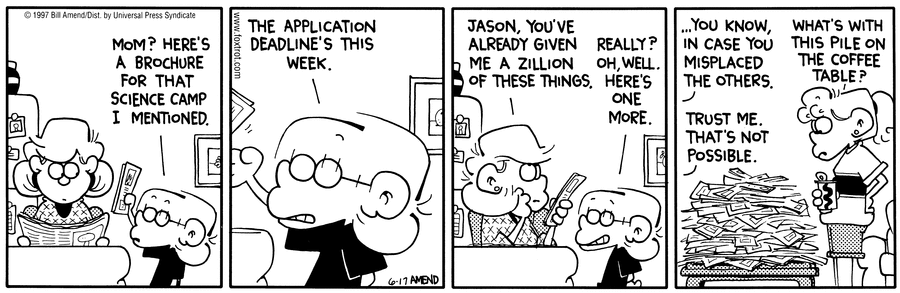 © 1997 Bill Amend/Dist. by Universal Press Syndicate
MOM? HERE'S
A BROCHURE
FOR THAT
SCIENCE CAMP
I MENTIONED.
www.foxtrot.com
THE APPLICATION
DEADLINE'S THIS
WEEK.
6-17 AMEND
JASON, YOU'VE
ALREADY GIVEN
ME A ZILLION
OF THESE THINGS.
REALLY?
OH, WELL.
HERE'S
ONE
MORE.
...YOU KNOW,
IN CASE YOU
MISPLACED
THE OTHERS.
TRUST ME.
THAT'S NOT
POSSIBLE.
WHAT'S WITH
THIS PILE ON
THE COFFEE
TABLE?